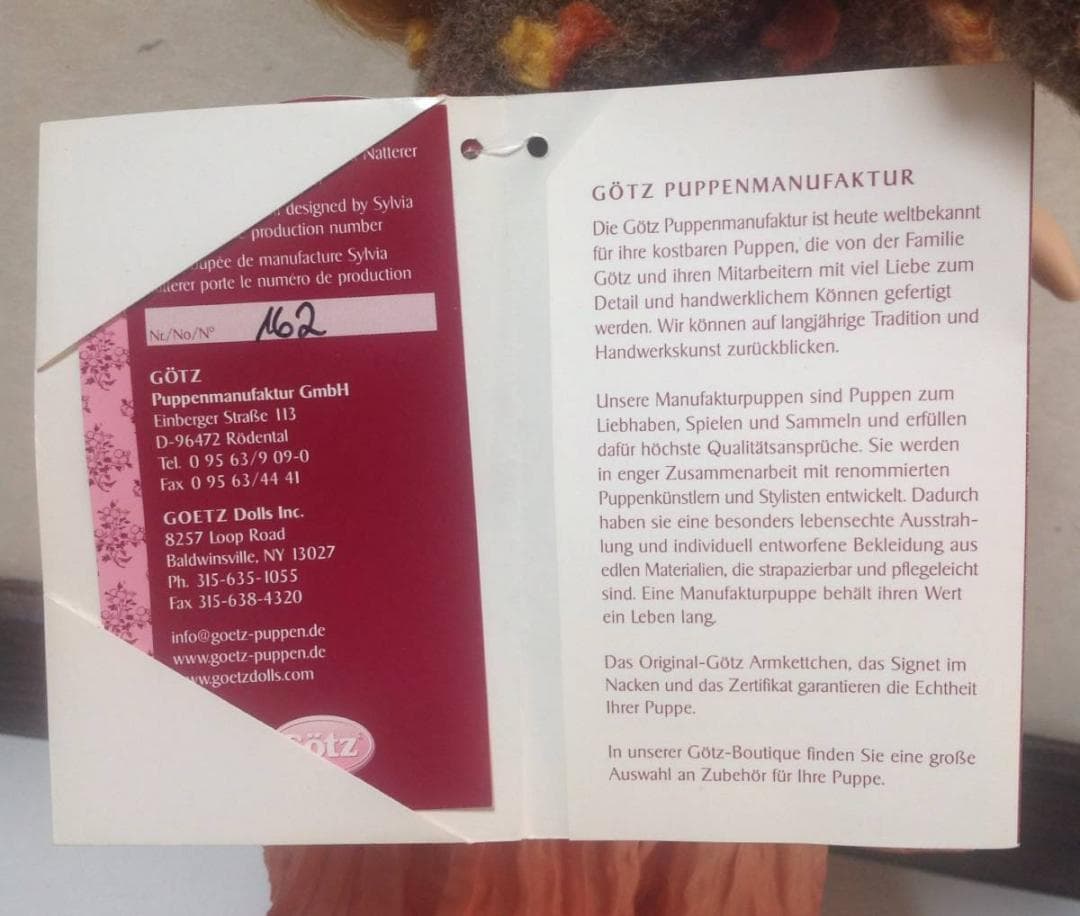 Natterer
designed by Sylvia
production number
de manufacture Sylvia
porte le numéro de production
Nr./No/N° 162
GÖTZ
Puppenmanufaktur GmbH
Einberger Straße 113
D-96472 Rödental
Tel. 0 95 63/9 09-0
Fax 0 95 63/44 41
GOETZ Dolls Inc.
8257 Loop Road
Baldwinsville, NY 13027
Ph. 315-635-1055
Fax 315-638-4320
info@goetz-puppen.de
www.goetz-puppen.de
w.goetzdolls.com
Götz
GÖTZ PUPPENMANUFAKTUR
Die Götz Puppenmanufaktur ist heute weltbekannt
für ihre kostbaren Puppen, die von der Familie
Götz und ihren Mitarbeitern mit viel Liebe zum
Detail und handwerklichem Können gefertigt
werden. Wir können auf langjährige Tradition und
Handwerkskunst zurückblicken.
Unsere Manufakturpuppen sind Puppen zum
Liebhaben, Spielen und Sammeln und erfüllen
dafür höchste Qualitätsansprüche. Sie werden
in enger Zusammenarbeit mit renommierten
Puppenkünstlern und Stylisten entwickelt. Dadurch
haben sie eine besonders lebensechte Ausstrah-
lung und individuell entworfene Bekleidung aus
edlen Materialien, die strapazierbar und pflegeleicht
sind. Eine Manufakturpuppe behält ihren Wert
ein Leben lang.
Das Original-Götz Armkettchen, das Signet im
Nacken und das Zertifikat garantieren die Echtheit
Ihrer Puppe.
In unserer Götz-Boutique finden Sie eine große
Auswahl an Zubehör für Ihre Puppe.